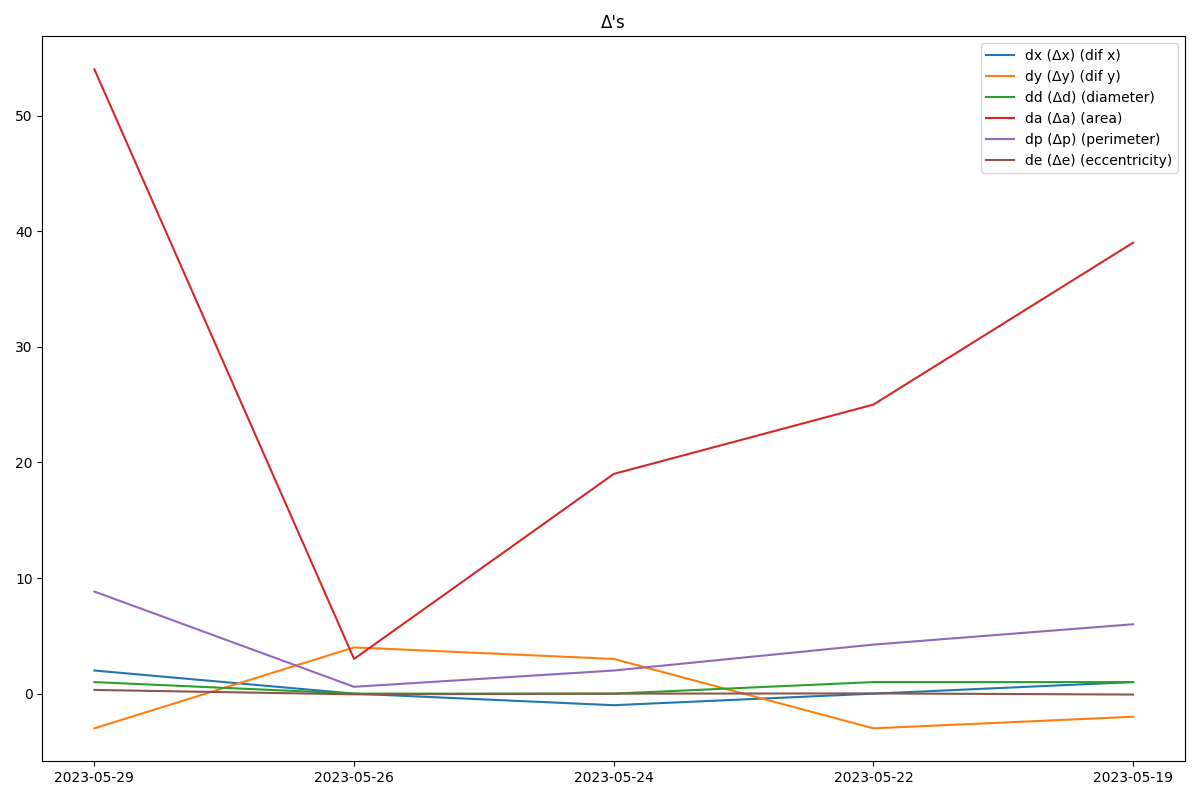 Δ's
dx (Δx) (dif x)
dy (Δy) (dif y)
dd (Δd) (diameter)
da (Δa) (area)
dp (Δp) (perimeter)
de (Δe) (eccentricity)
50
40
30
20
10
0
2023-05-29 2023-05-26 2023-05-24 2023-05-22 2023-05-19